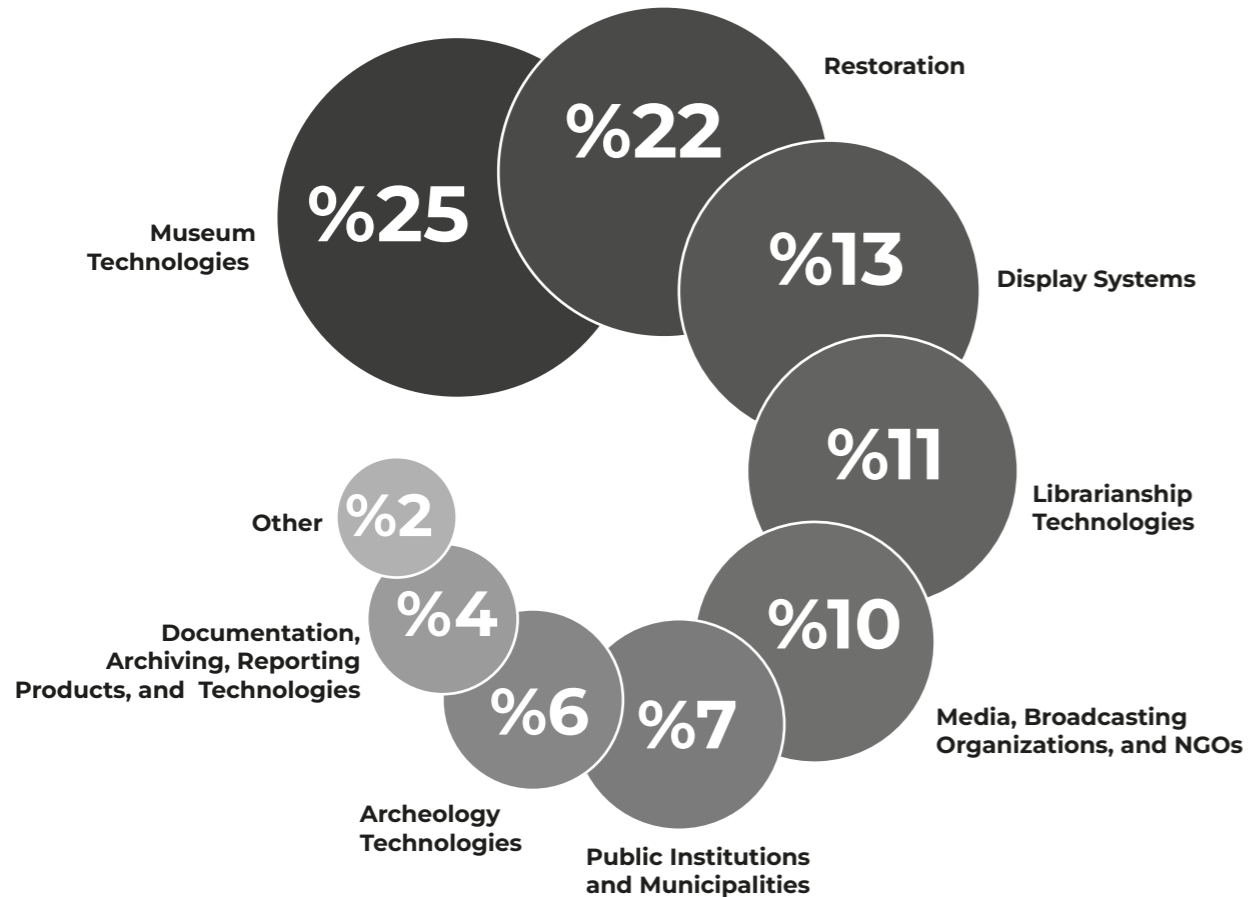 Museum
Technologies
%25
%22
Restoration
%13
Display Systems
%11
Librarianship
Technologies
%10
Media, Broadcasting
Organizations, and NGOs
%7
Public Institutions
and Municipalities
%6
Archeology
Technologies
%4
Documentation,
Archiving, Reporting
Products, and  Technologies
%2
Other